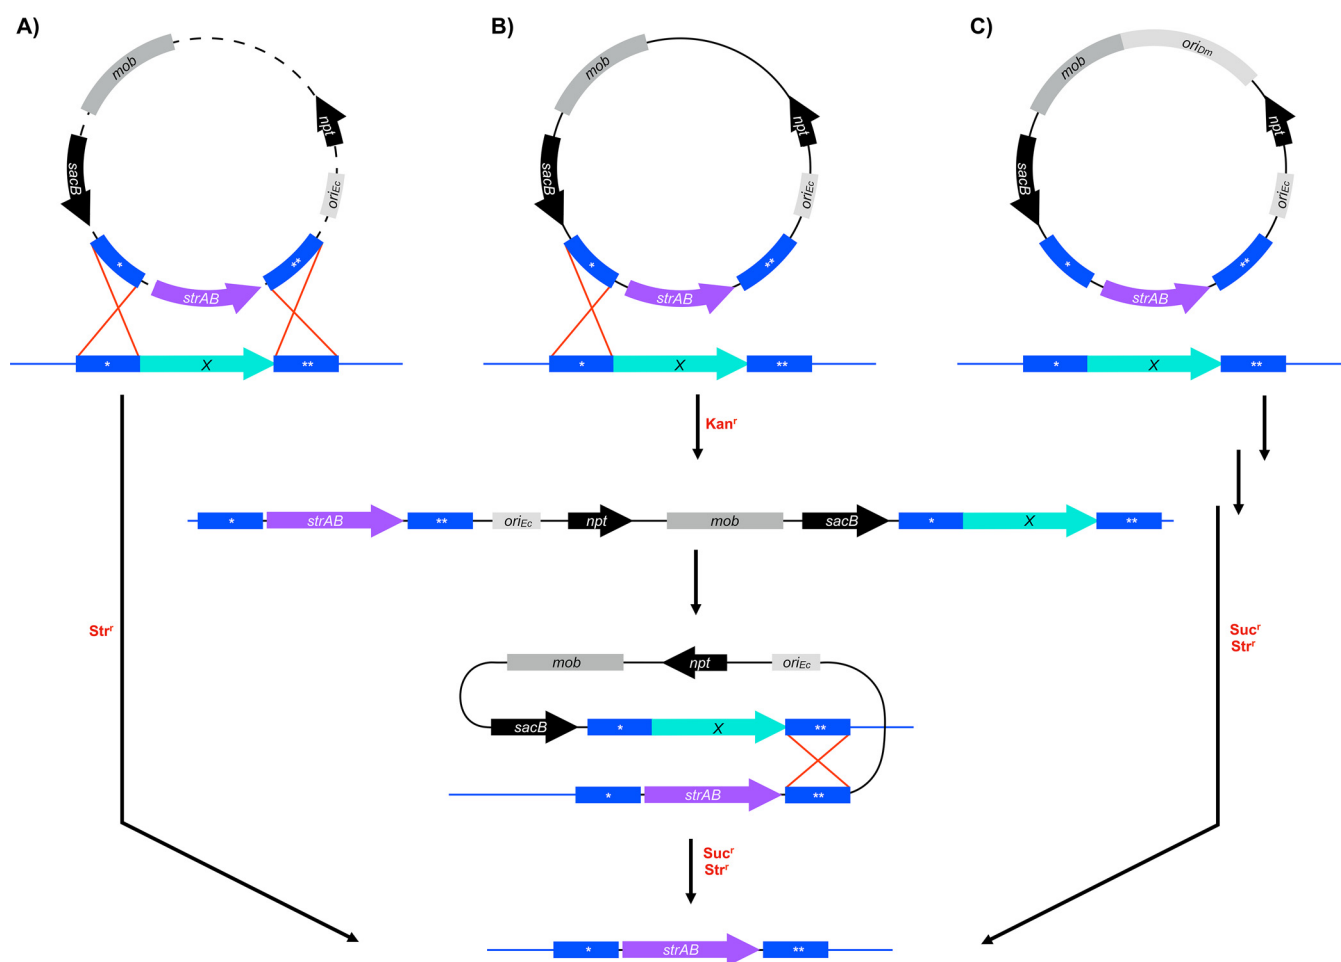 A)
B)
C)
mob
npt
sacB
oriEc
*
**
strAB
*
X
**
mob
npt
sacB
oriEc
*
**
strAB
*
X
**
mob
oriDm
npt
sacB
oriEc
*
**
strAB
*
X
**
Kanr
*
strAB
**
oriEc
npt
mob
sacB
*
X
**
Strr
Sucr
Strr
mob
npt
oriEc
sacB
*
X
**
*
strAB
**
Sucr
Strr
*
strAB
**